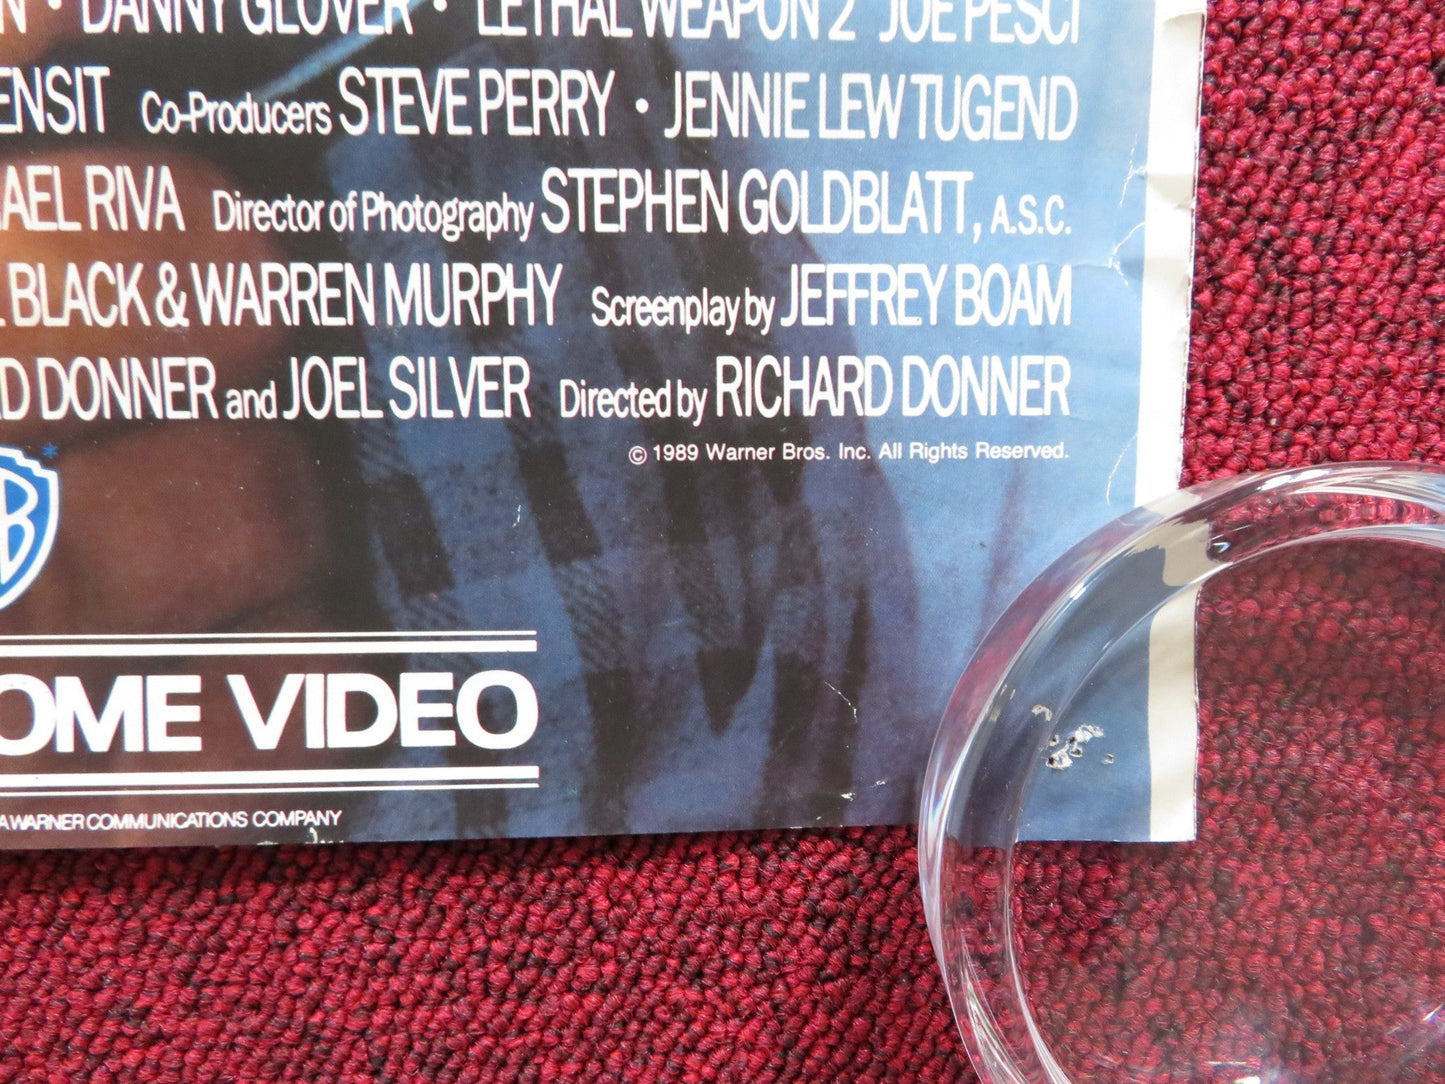 N · DANNY GLOVER · LETHAL WEAPON 2 JOE PESCI
ENSIT Co-Producers STEVE PERRY · JENNIE LEW TUGEND
AEL RIVA Director of Photography STEPHEN GOLDBLATT, A.S.C.
BLACK & WARREN MURPHY Screenplay by JEFFREY BOAM
D DONNER and JOEL SILVER Directed by RICHARD DONNER
© 1989 Warner Bros. Inc. All Rights Reserved.
B
OME VIDEO
A WARNER COMMUNICATIONS COMPANY